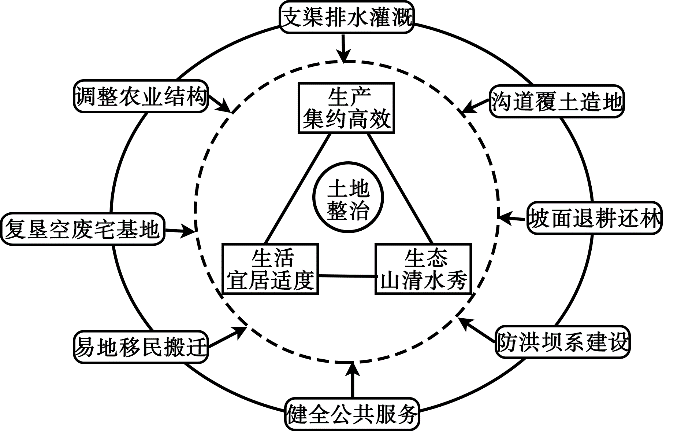 支渠排水灌溉
调整农业结构
沟道覆土造地
生产
集约高效
土地
整治
复垦空废宅基地
坡面退耕还林
生活
宜居适度
生态
山清水秀
易地移民搬迁
防洪坝系建设
健全公共服务